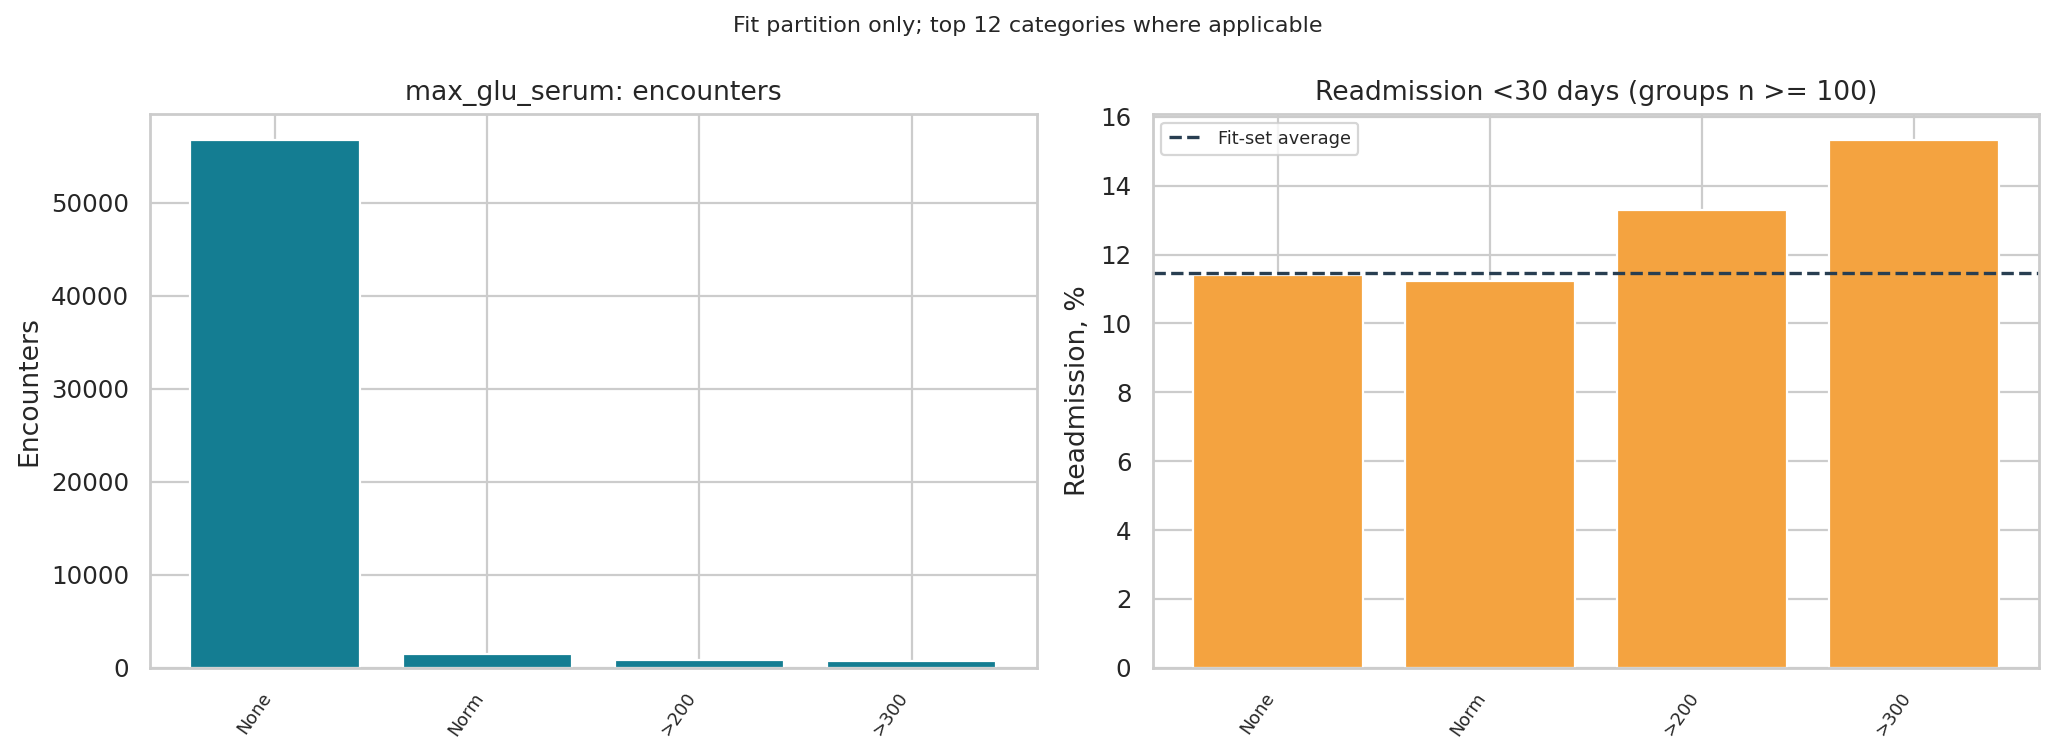 Fit partition only; top 12 categories where applicable
max_glu_serum: encounters
Encounters
50000
40000
30000
20000
10000
0
None
Norm
>200
>300
Readmission <30 days (groups n >= 100)
Fit-set average
Readmission, %
16
14
12
10
8
6
4
2
0
None
Norm
>200
>300